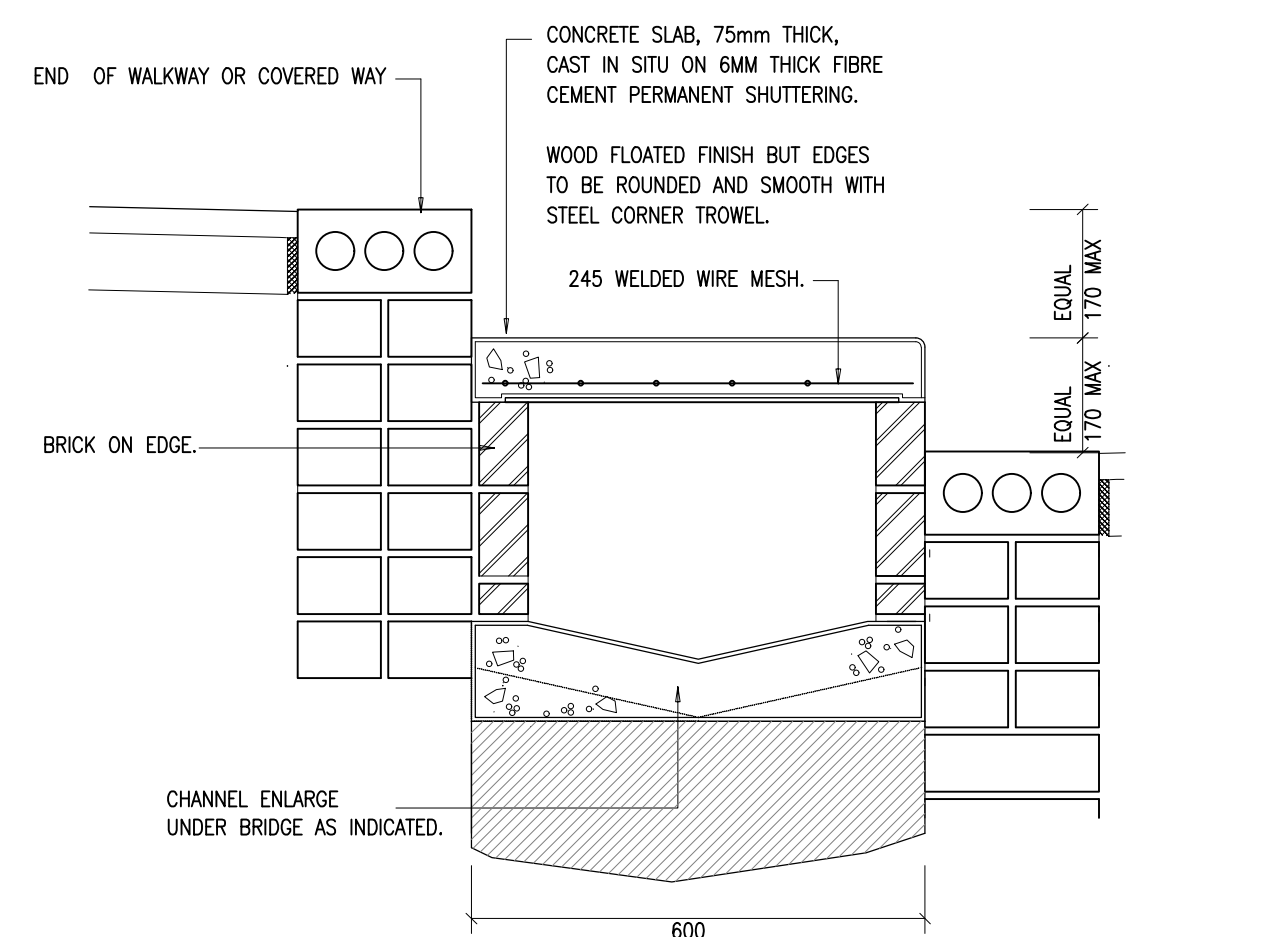 CONCRETE SLAB, 75mm THICK,
CAST IN SITU ON 6MM THICK FIBRE
CEMENT PERMANENT SHUTTERING.
END OF WALKWAY OR COVERED WAY
WOOD FLOATED FINISH BUT EDGES
TO BE ROUNDED AND SMOOTH WITH
STEEL CORNER TROWEL.
245 WELDED WIRE MESH.
EQUAL
170 MAX
EQUAL
170 MAX
BRICK ON EDGE.
CHANNEL ENLARGE
UNDER BRIDGE AS INDICATED.
600